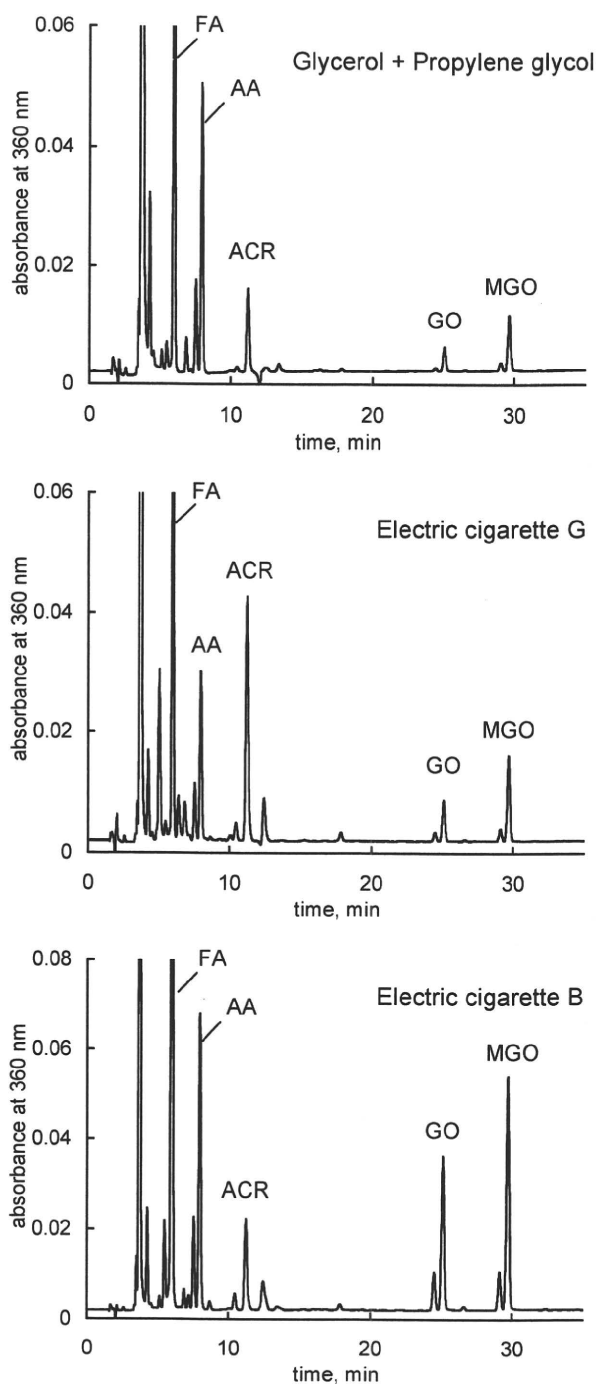 0.06
FA
Glycerol + Propylene glycol
AA
0.04
absorbance at 360 nm
ACR
0.02
GO
MGO
0
0 10 20 30
time, min
0.06
FA
Electric cigarette G
ACR
0.04
absorbance at 360 nm
AA
0.02
MGO
GO
0
0 10 20 30
time, min
0.08
FA
Electric cigarette B
AA
0.06
MGO
absorbance at 360 nm
GO
0.04
ACR
0.02
0
0 10 20 30
time, min